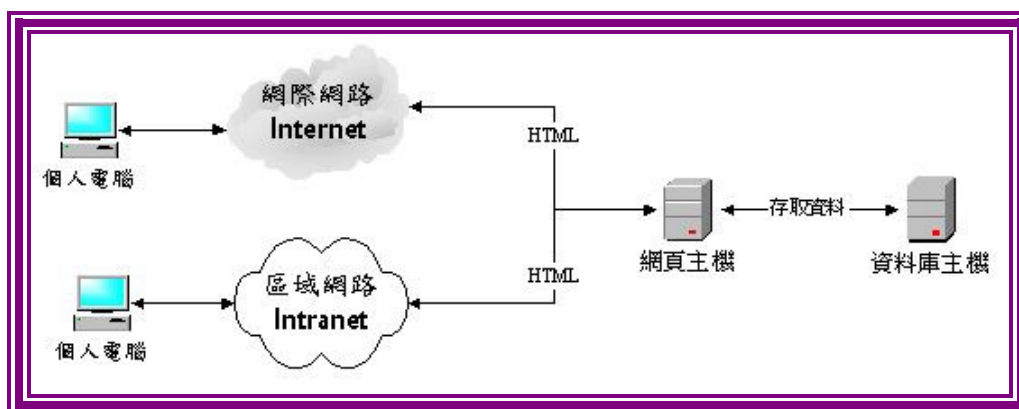 網際網路
Internet
個人電腦
HTML
存取資料
網頁主機
資料庫主機
HTML
區域網路
Intranet
個人電腦